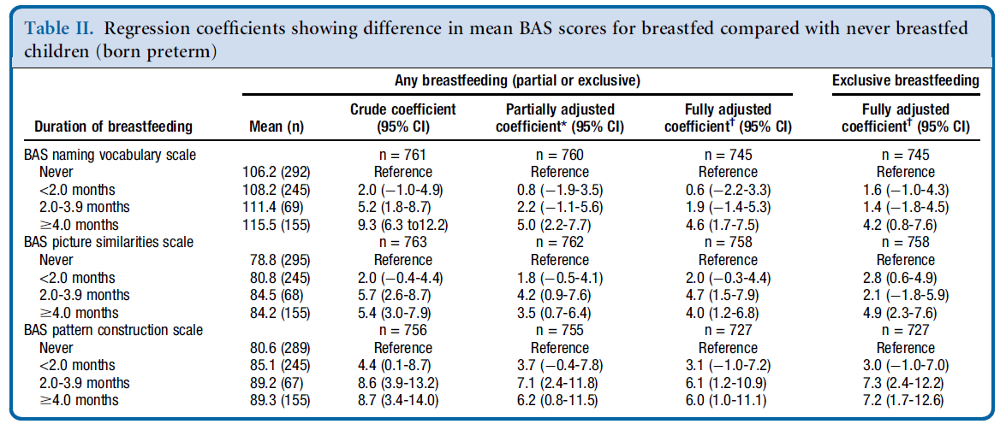 Table II. Regression coefficients showing difference in mean BAS scores for breastfed compared with never breastfed
children (born preterm)
Any breastfeeding (partial or exclusive) Exclusive breastfeeding
Crude coefficient Partially adjusted Fully adjusted Fully adjusted
Duration of breastfeeding Mean (n) (95% CI) coefficient* (95% CI) coefficient† (95% CI) coefficient† (95% CI)
BAS naming vocabulary scale n = 761 n = 760 n = 745 n = 745
Never 106.2 (292) Reference Reference Reference Reference
<2.0 months 108.2 (245) 2.0 (−1.0-4.9) 0.8 (−1.9-3.5) 0.6 (−2.2-3.3) 1.6 (−1.0-4.3)
2.0-3.9 months 111.4 (69) 5.2 (1.8-8.7) 2.2 (−1.1-5.6) 1.9 (−1.4-5.3) 1.4 (−1.8-4.5)
≥4.0 months 115.5 (155) 9.3 (6.3 to12.2) 5.0 (2.2-7.7) 4.6 (1.7-7.5) 4.2 (0.8-7.6)
BAS picture similarities scale n = 763 n = 762 n = 758 n = 758
Never 78.8 (295) Reference Reference Reference Reference
<2.0 months 80.8 (245) 2.0 (−0.4-4.4) 1.8 (−0.5-4.1) 2.0 (−0.3-4.4) 2.8 (0.6-4.9)
2.0-3.9 months 84.5 (68) 5.7 (2.6-8.7) 4.2 (0.9-7.6) 4.7 (1.5-7.9) 2.1 (−1.8-5.9)
≥4.0 months 84.2 (155) 5.4 (3.0-7.9) 3.5 (0.7-6.4) 4.0 (1.2-6.8) 4.9 (2.3-7.6)
BAS pattern construction scale n = 756 n = 755 n = 727 n = 727
Never 80.6 (289) Reference Reference Reference Reference
<2.0 months 85.1 (245) 4.4 (0.1-8.7) 3.7 (−0.4-7.8) 3.1 (−1.0-7.2) 3.0 (−1.0-7.0)
2.0-3.9 months 89.2 (67) 8.6 (3.9-13.2) 7.1 (2.4-11.8) 6.1 (1.2-10.9) 7.3 (2.4-12.2)
≥4.0 months 89.3 (155) 8.7 (3.4-14.0) 6.2 (0.8-11.5) 6.0 (1.0-11.1) 7.2 (1.7-12.6)